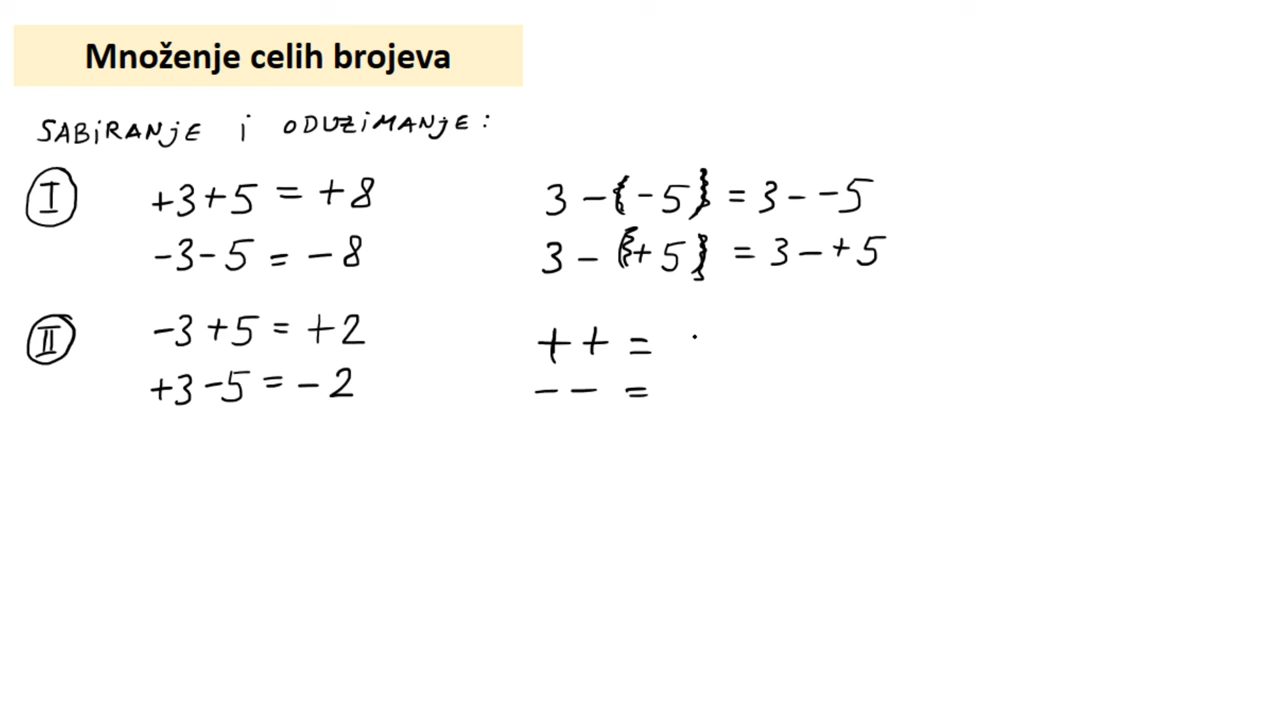 Množenje celih brojeva
SABIRANJE I ODUZIMANJE:
I +3+5 = +8
-3-5 = -8
II -3+5 = +2
+3-5 = -2
3 - (-5) = 3 - -5
3 - (+5) = 3 - +5
+ + =
- - =